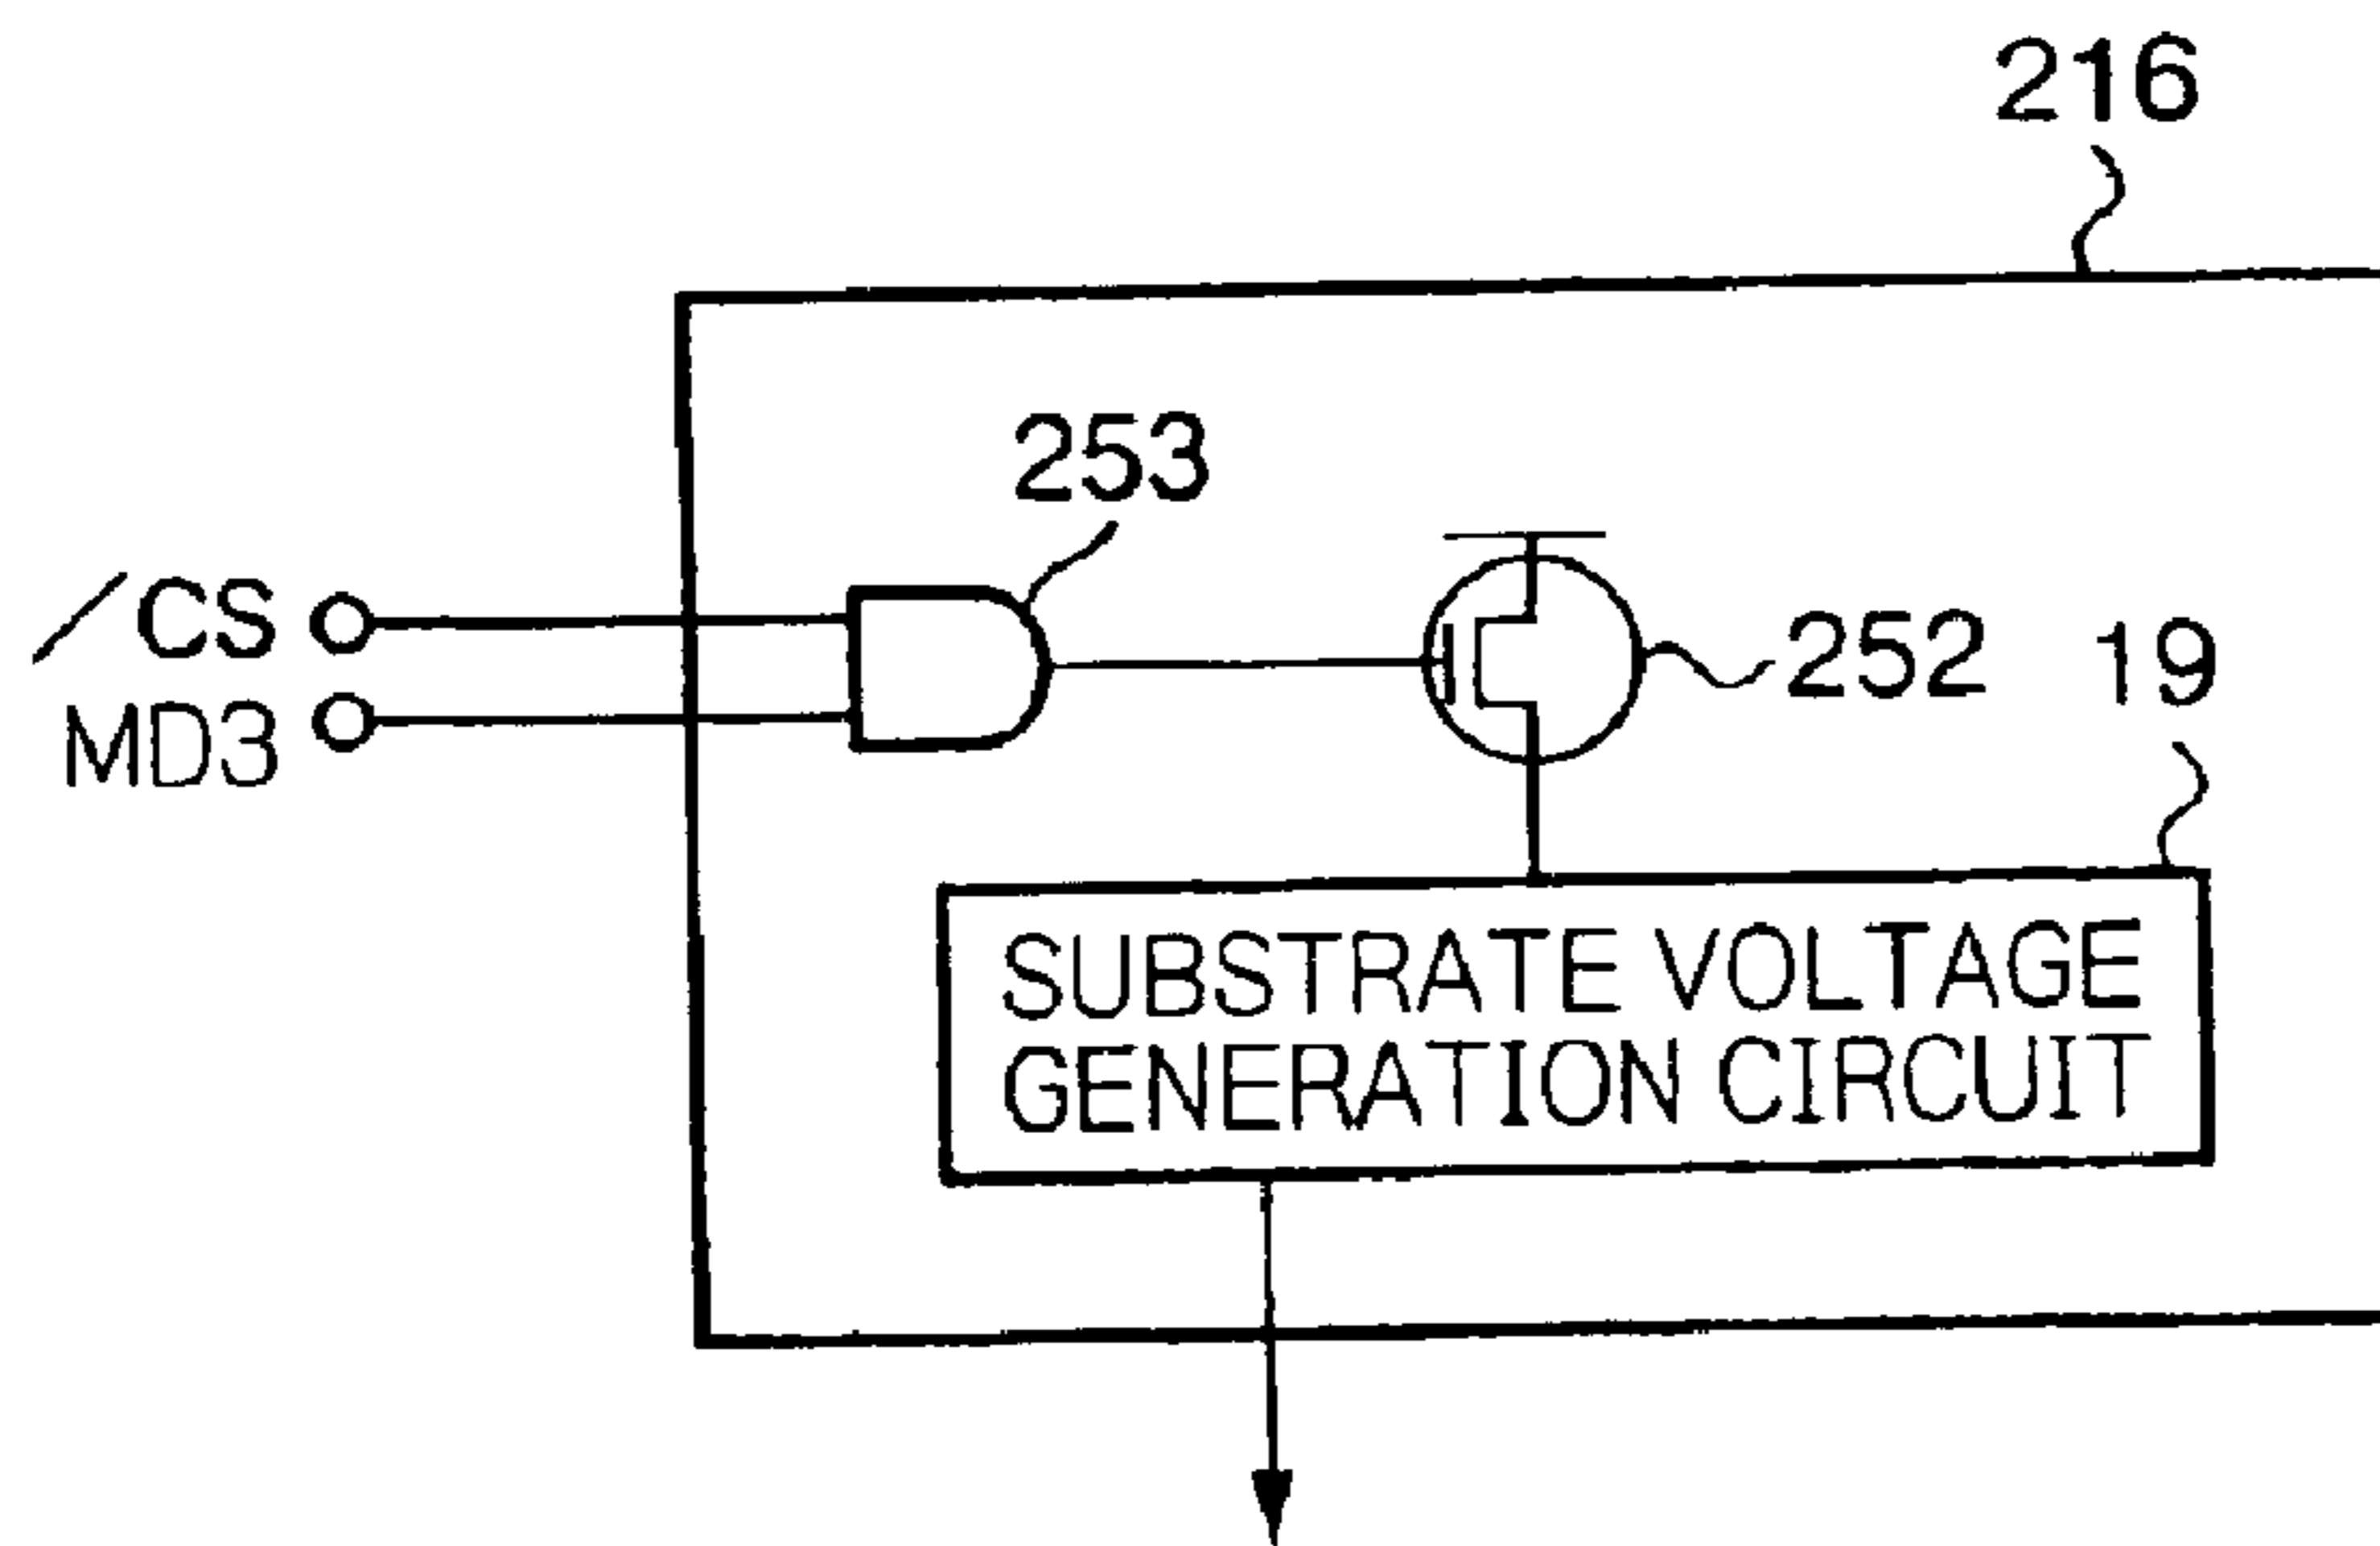 216
253
/CS
MD3
252
19
SUBSTRATE VOLTAGE
GENERATION CIRCUIT